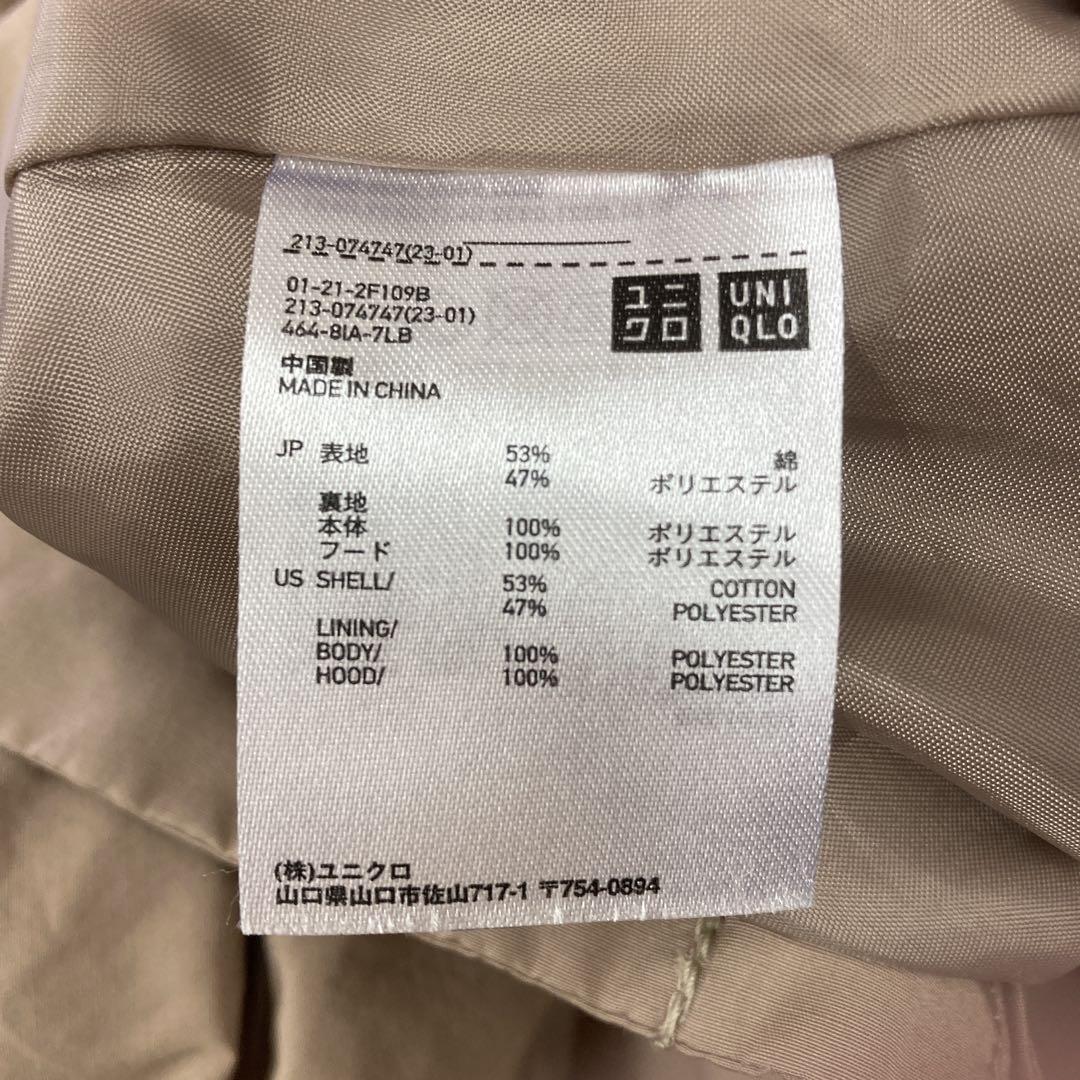 213-074747(23-01)
01-21-2F109B
213-074747(23-01)
464-8IA-7LB
ユニクロ
UNIQLO
中国製
MADE IN CHINA
JP 表地 53% 綿
47% ポリエステル
裏地
本体 100% ポリエステル
フード 100% ポリエステル
US SHELL/ 53% COTTON
47% POLYESTER
LINING/
BODY/ 100% POLYESTER
HOOD/ 100% POLYESTER
(株)ユニクロ
山口県山口市佐山717-1 〒754-0894